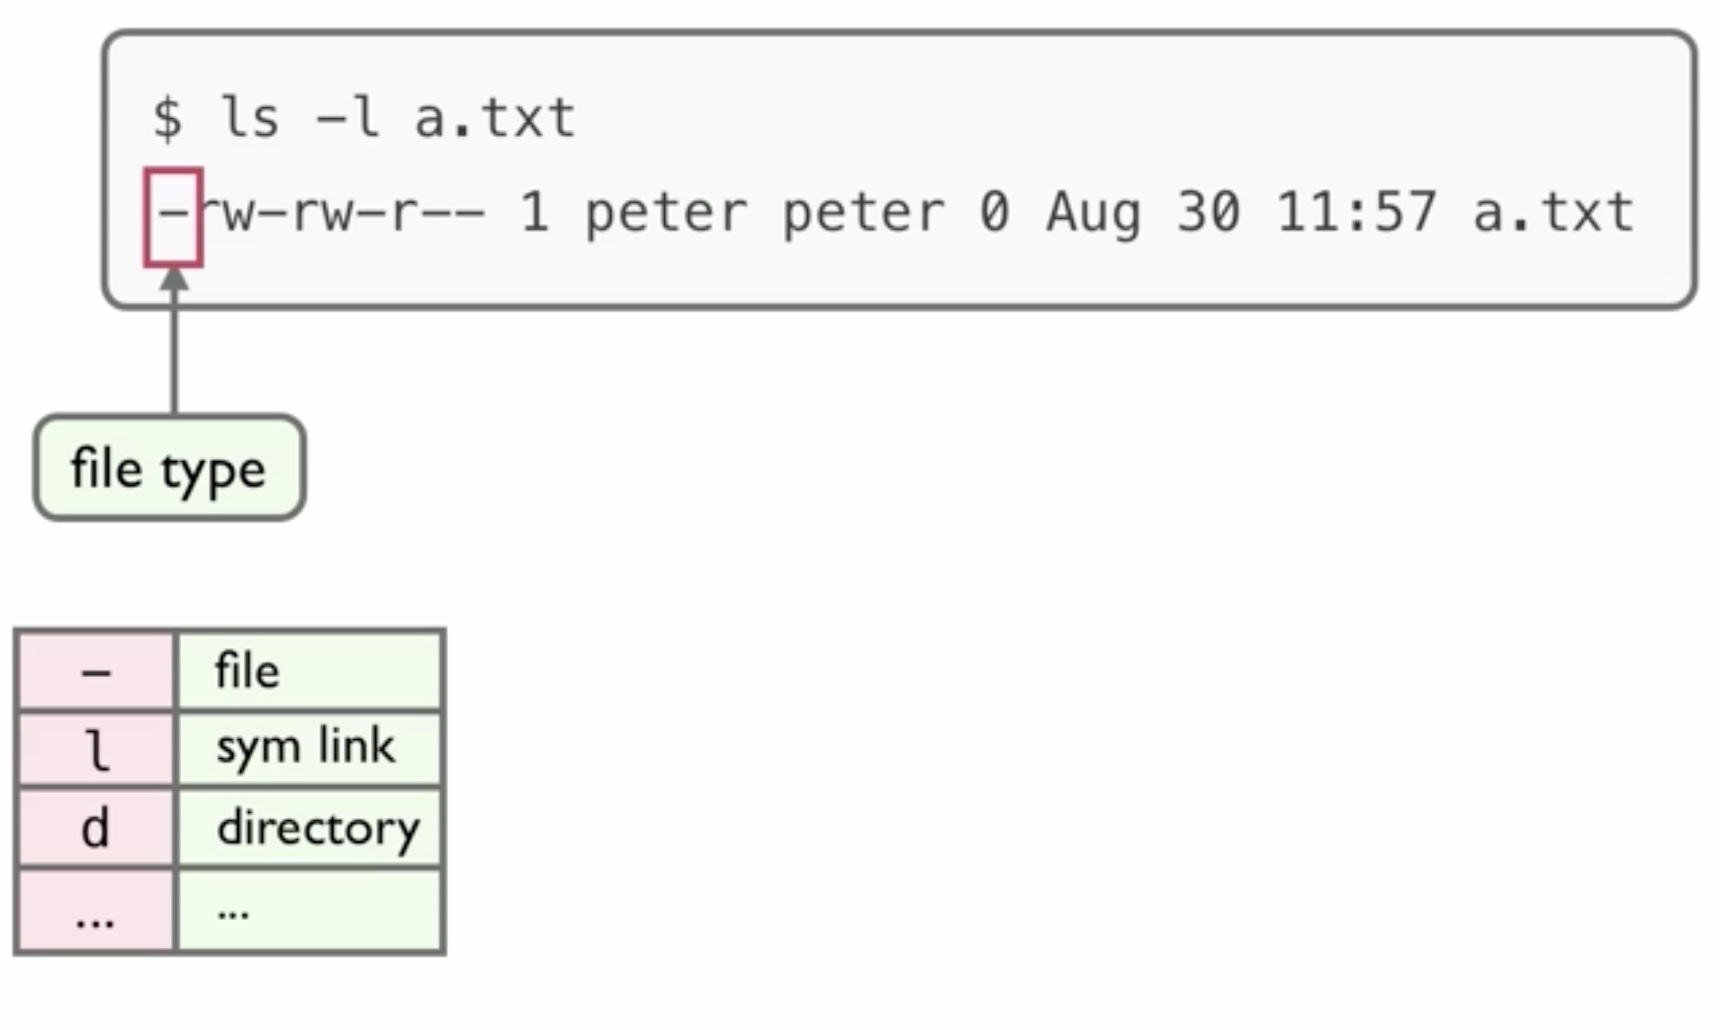 $ ls -l a.txt
-rw-rw-r-- 1 peter peter 0 Aug 30 11:57 a.txt
file type
- file
l sym link
d directory
... ...